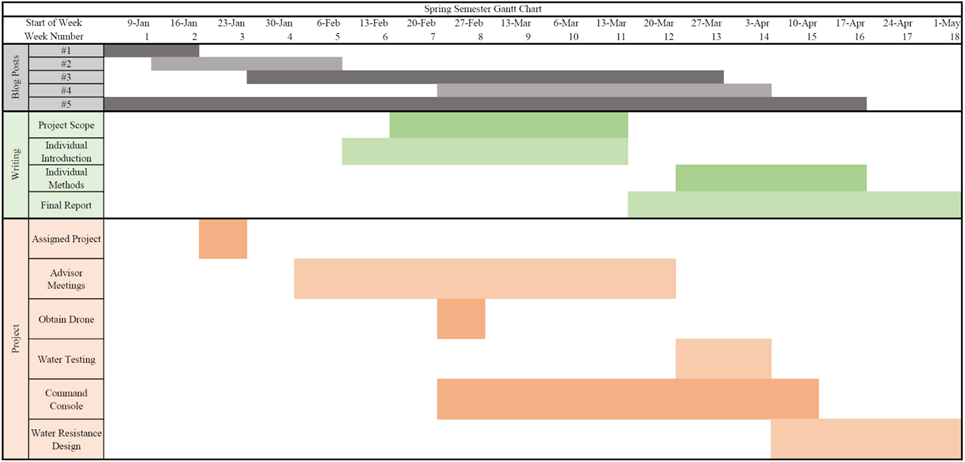 Spring Semester Gantt Chart
Start of Week 9-Jan 16-Jan 23-Jan 30-Jan 6-Feb 13-Feb 20-Feb 27-Feb 13-Mar 6-Mar 13-Mar 20-Mar 27-Mar 3-Apr 10-Apr 17-Apr 24-Apr 1-May
Week Number 1 2 3 4 5 6 7 8 9 10 11 12 13 14 15 16 17 18
Blog Posts
#1
#2
#3
#4
#5
Writing
Project Scope
Individual
Introduction
Individual
Methods
Final Report
Project
Assigned Project
Advisor
Meetings
Obtain Drone
Water Testing
Command
Console
Water Resistance
Design